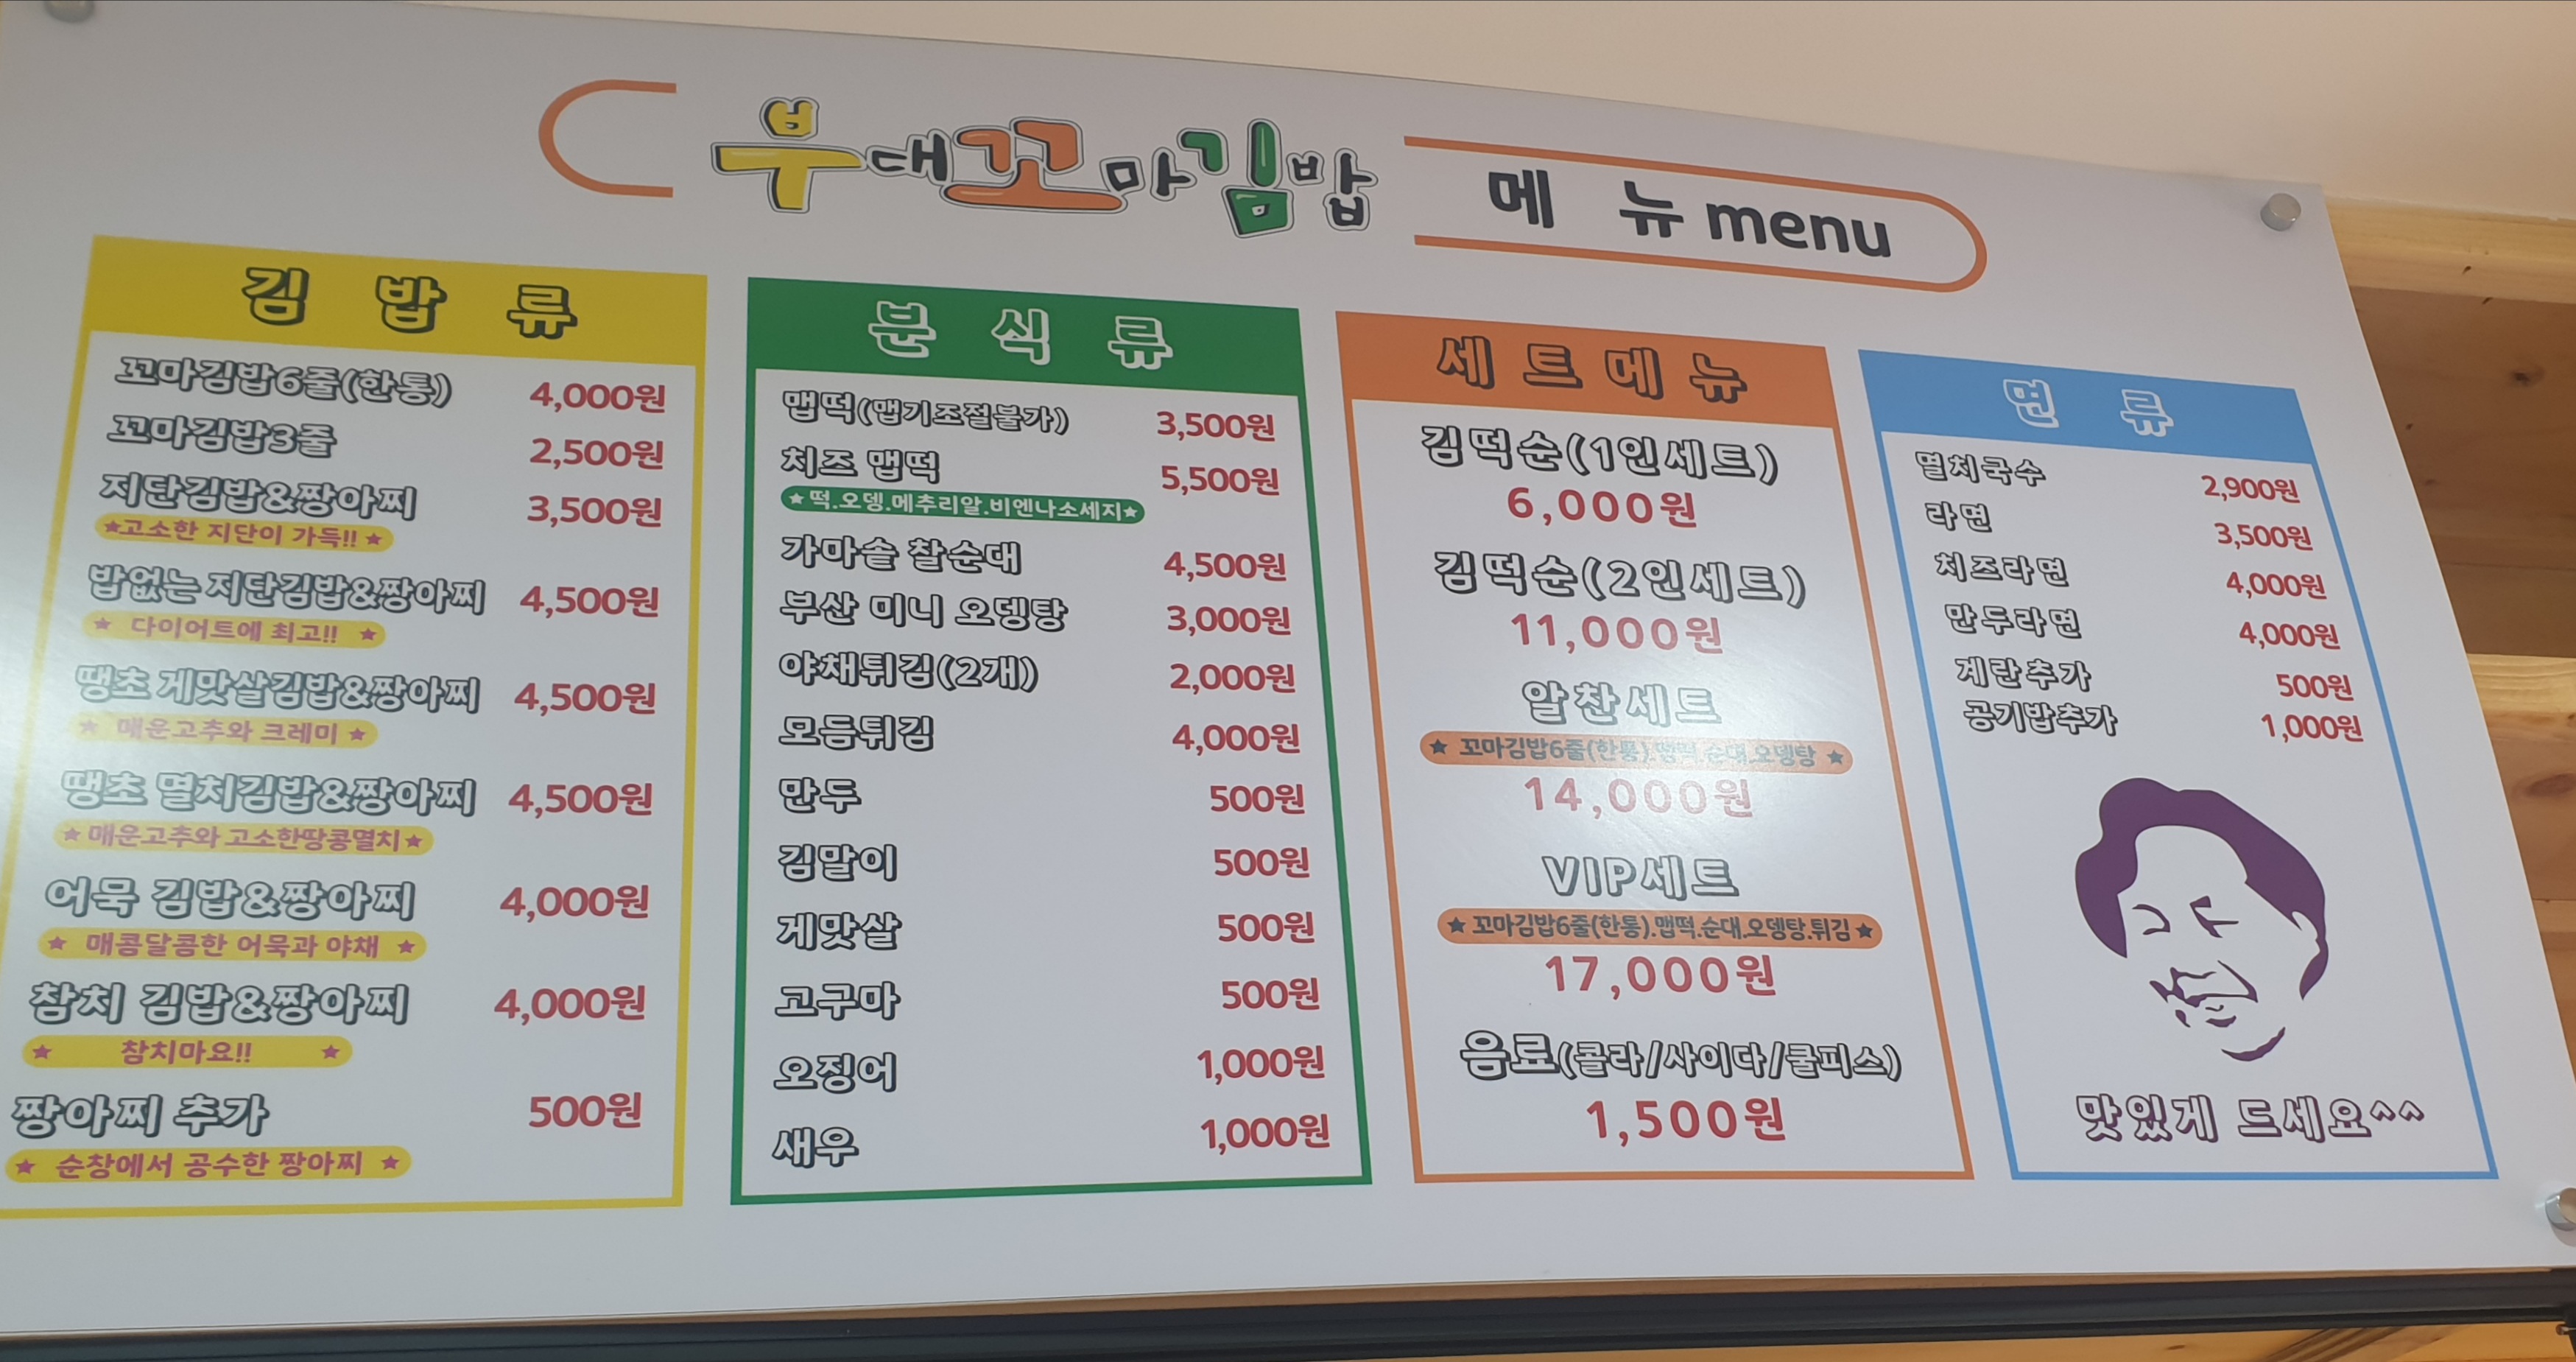 부대꼬마김밥 메 뉴 menu
김 밥 류
꼬마김밥6줄(한통) 4,000원
꼬마김밥3줄 2,500원
지단김밥&짱아찌 3,500원
★고소한 지단이 가득!!★
밥없는 지단김밥&짱아찌 4,500원
★ 다이어트에 최고!! ★
땡초 게맛살김밥&짱아찌 4,500원
★ 매운고추와 크레미 ★
땡초 멸치김밥&짱아찌 4,500원
★매운고추와 고소한땅콩멸치★
어묵 김밥&짱아찌 4,000원
★ 매콤달콤한 어묵과 야채 ★
참치 김밥&짱아찌 4,000원
★ 참치마요!! ★
짱아찌 추가 500원
★ 순창에서 공수한 짱아찌 ★
분 식 류
맵떡(맵기조절불가) 3,500원
치즈 맵떡 5,500원
★떡.오뎅.메추리알.비엔나소세지★
가마솥 찰순대 4,500원
부산 미니 오뎅탕 3,000원
야채튀김(2개) 2,000원
모듬튀김 4,000원
만두 500원
김말이 500원
게맛살 500원
고구마 500원
오징어 1,000원
새우 1,000원
세트메뉴
김떡순(1인세트)
6,000원
김떡순(2인세트)
11,000원
알찬세트
★ 꼬마김밥6줄(한통).맵떡.순대.오뎅탕 ★
14,000원
VIP세트
★꼬마김밥6줄(한통).맵떡.순대.오뎅탕.튀김★
17,000원
음료(콜라/사이다/쿨피스)
1,500원
면 류
멸치국수 2,900원
라면 3,500원
치즈라면 4,000원
만두라면 4,000원
계란추가 500원
공기밥추가 1,000원
맛있게 드세요^^